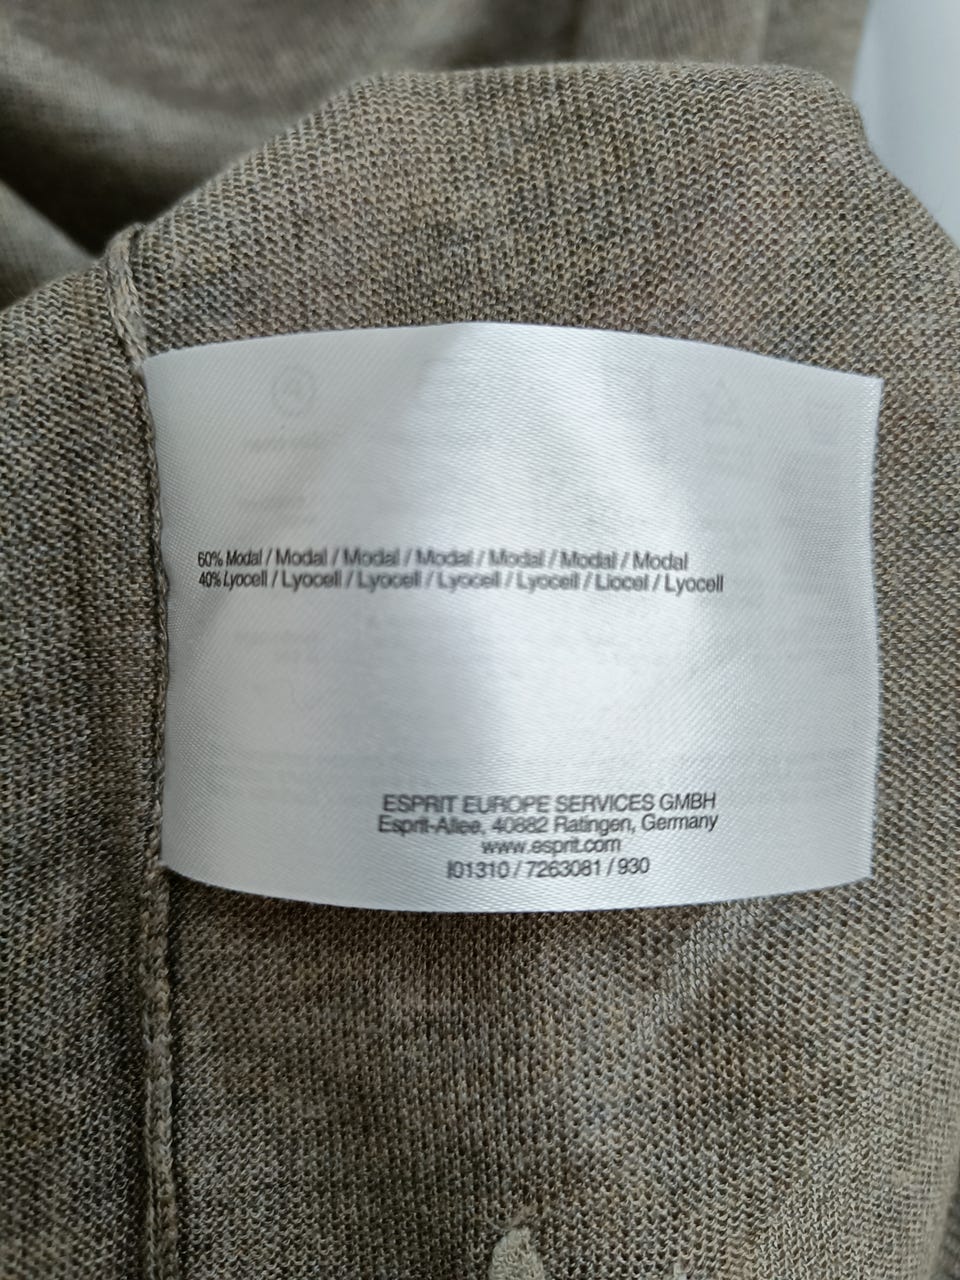 60% Modal / Modal / Modal / Modal / Modal / Modal / Modal
40% Lyocell / Lyocell / Lyocell / Lyocell / Lyocell / Liocel / Lyocell
ESPRIT EUROPE SERVICES GMBH
Esprit-Allee, 40882 Ratingen, Germany
www.esprit.com
I01310 / 7263081 / 930